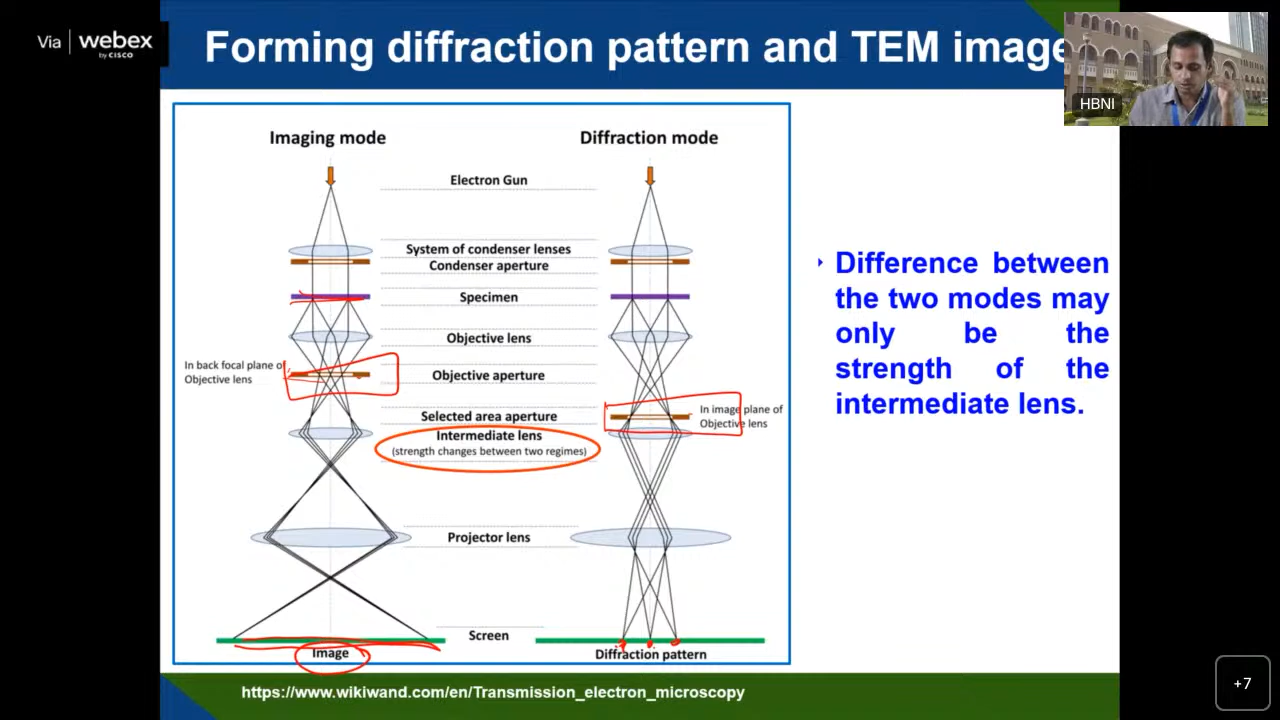 Via webex
by CISCO
Forming diffraction pattern and TEM image
HBNI
Imaging mode
Diffraction mode
Electron Gun
System of condenser lenses
Condenser aperture
Specimen
Objective lens
In back focal plane of
Objective lens
Objective aperture
Selected area aperture
In image plane of
Objective lens
Intermediate lens
(strength changes between two regimes)
Projector lens
Screen
Image
Diffraction pattern
Difference between
the two modes may
only be the
strength of the
intermediate lens.
https://www.wikiwand.com/en/Transmission_electron_microscopy
+7